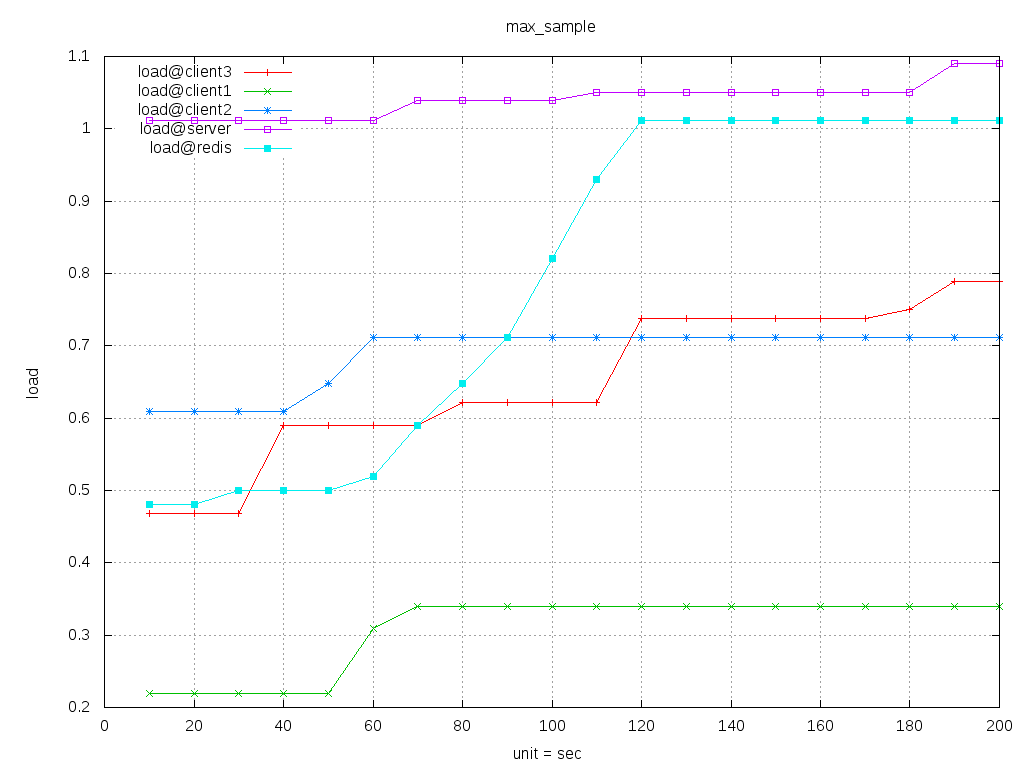 max_sample
load@client3
load@client1
load@client2
load@server
load@redis
1.1
1
0.9
0.8
0.7
0.6
0.5
0.4
0.3
0.2
load
0 20 40 60 80 100 120 140 160 180 200
unit = sec